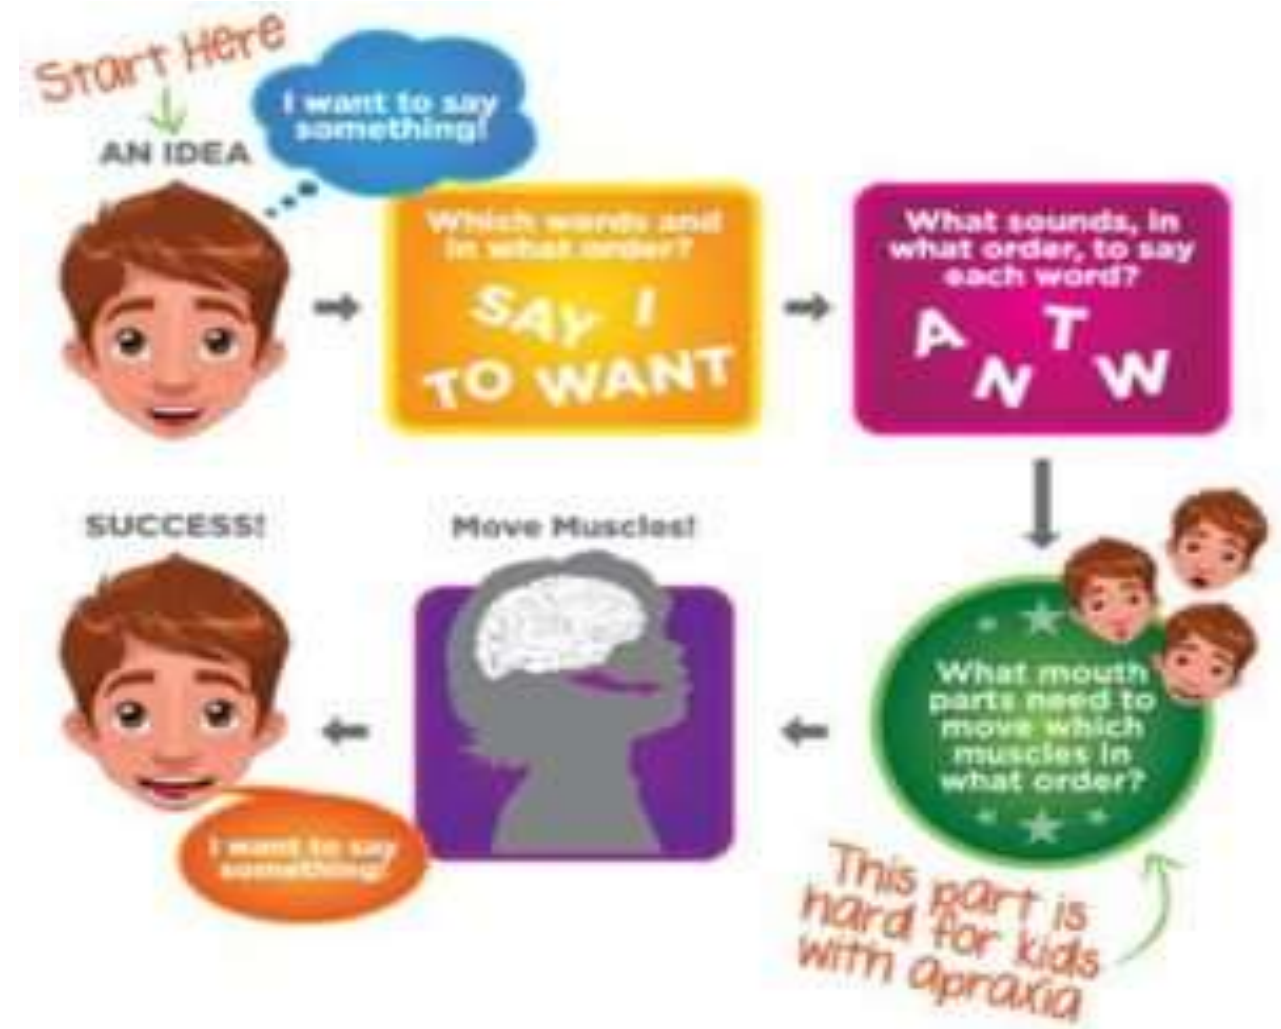 Start Here
AN IDEA
I want to say
something!
Which words and
in what order?
SAY I
TO WANT
What sounds, in
what order, to say
each word?
A T
N W
What mouth
parts need to
move which
muscles in
what order?
This part is
hard for kids
with apraxia
Move Muscles!
SUCCESS!
I want to say
something!